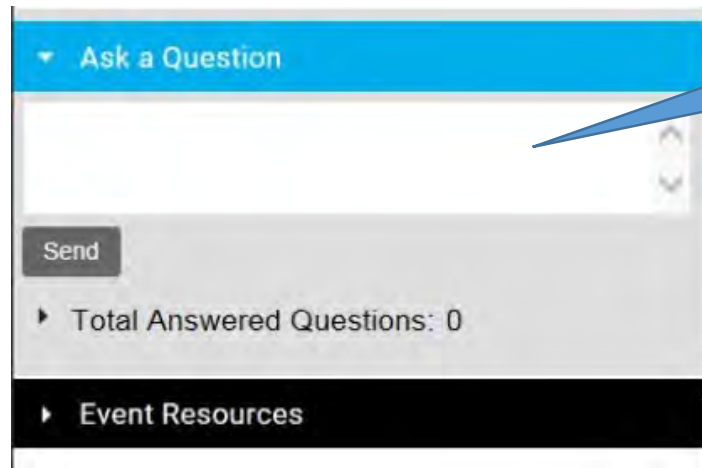 Ask a Question
Send
Total Answered Questions: 0
Event Resources